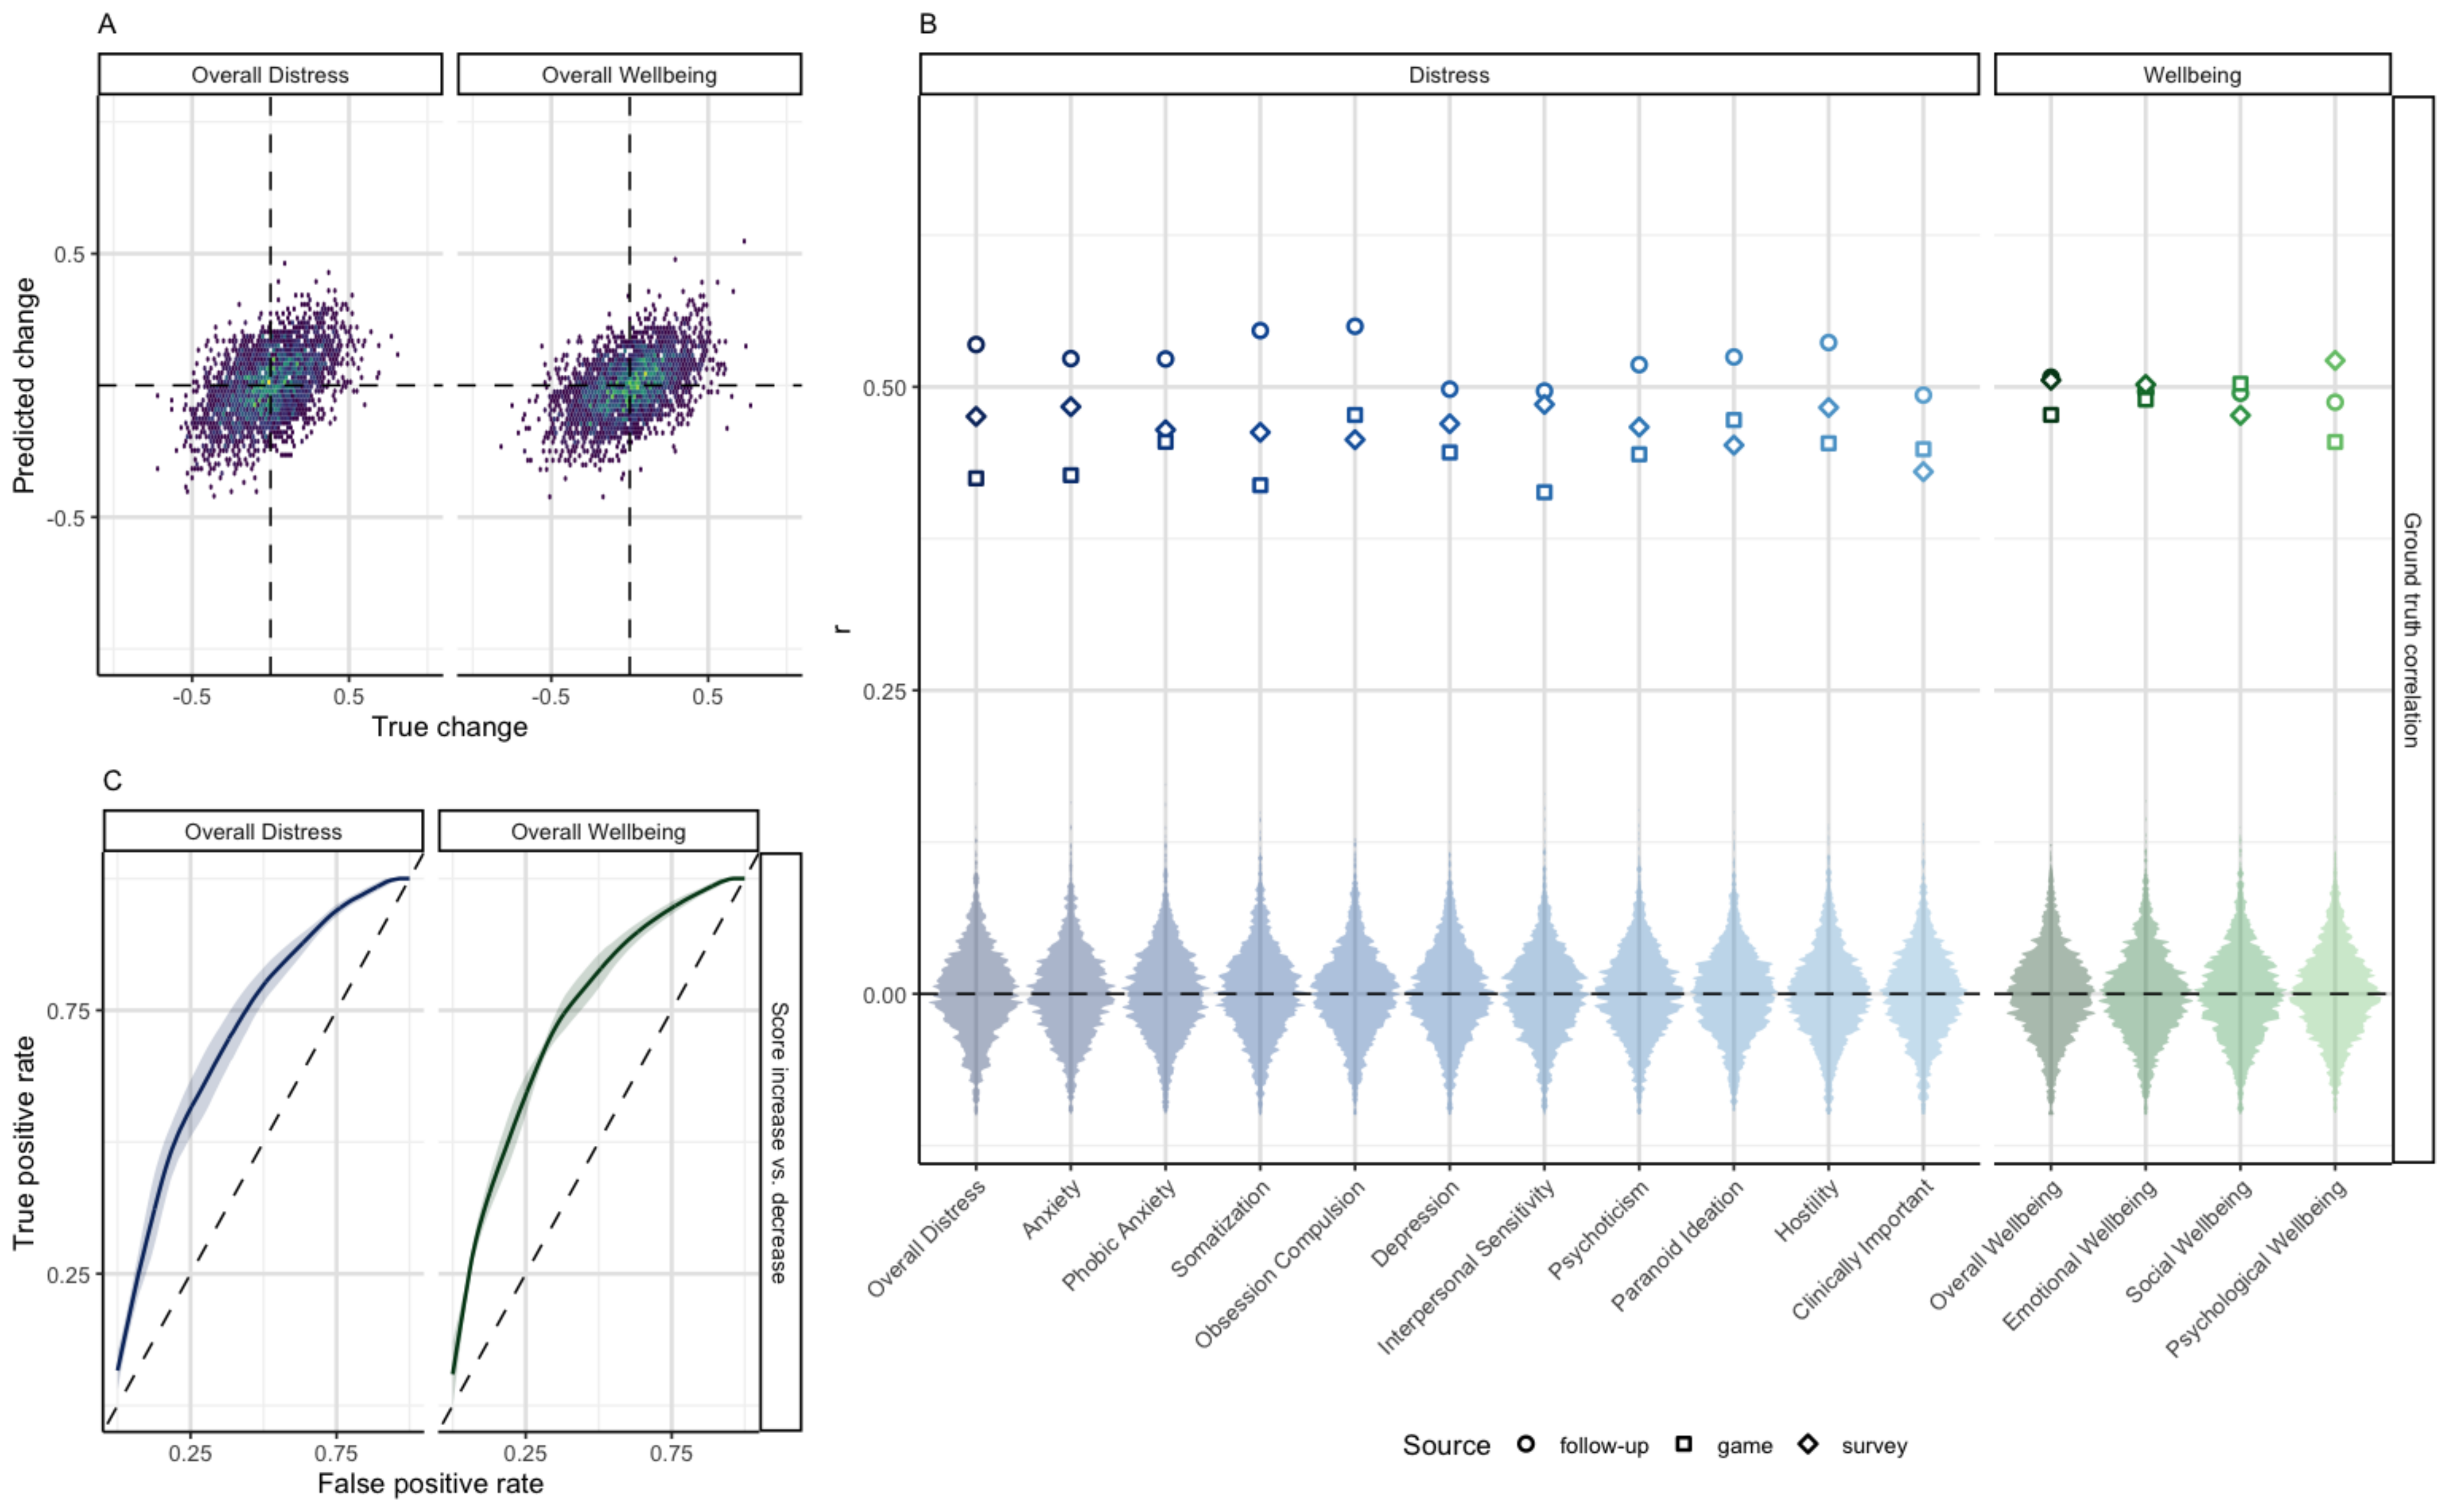 A
Overall Distress
Overall Wellbeing
0.5
-0.5
Predicted change
-0.5
0.5
-0.5
0.5
True change
B
Distress
Wellbeing
0.50
0.25
0.00
r
Ground truth correlation
Overall Distress
Anxiety
Phobic Anxiety
Somatization
Obsession Compulsion
Depression
Interpersonal Sensitivity
Psychoticism
Paranoid Ideation
Hostility
Clinically Important
Overall Wellbeing
Emotional Wellbeing
Social Wellbeing
Psychological Wellbeing
Source follow-up game survey
C
Overall Distress
Overall Wellbeing
0.75
0.25
True positive rate
Score increase vs. decrease
0.25
0.75
0.25
0.75
False positive rate